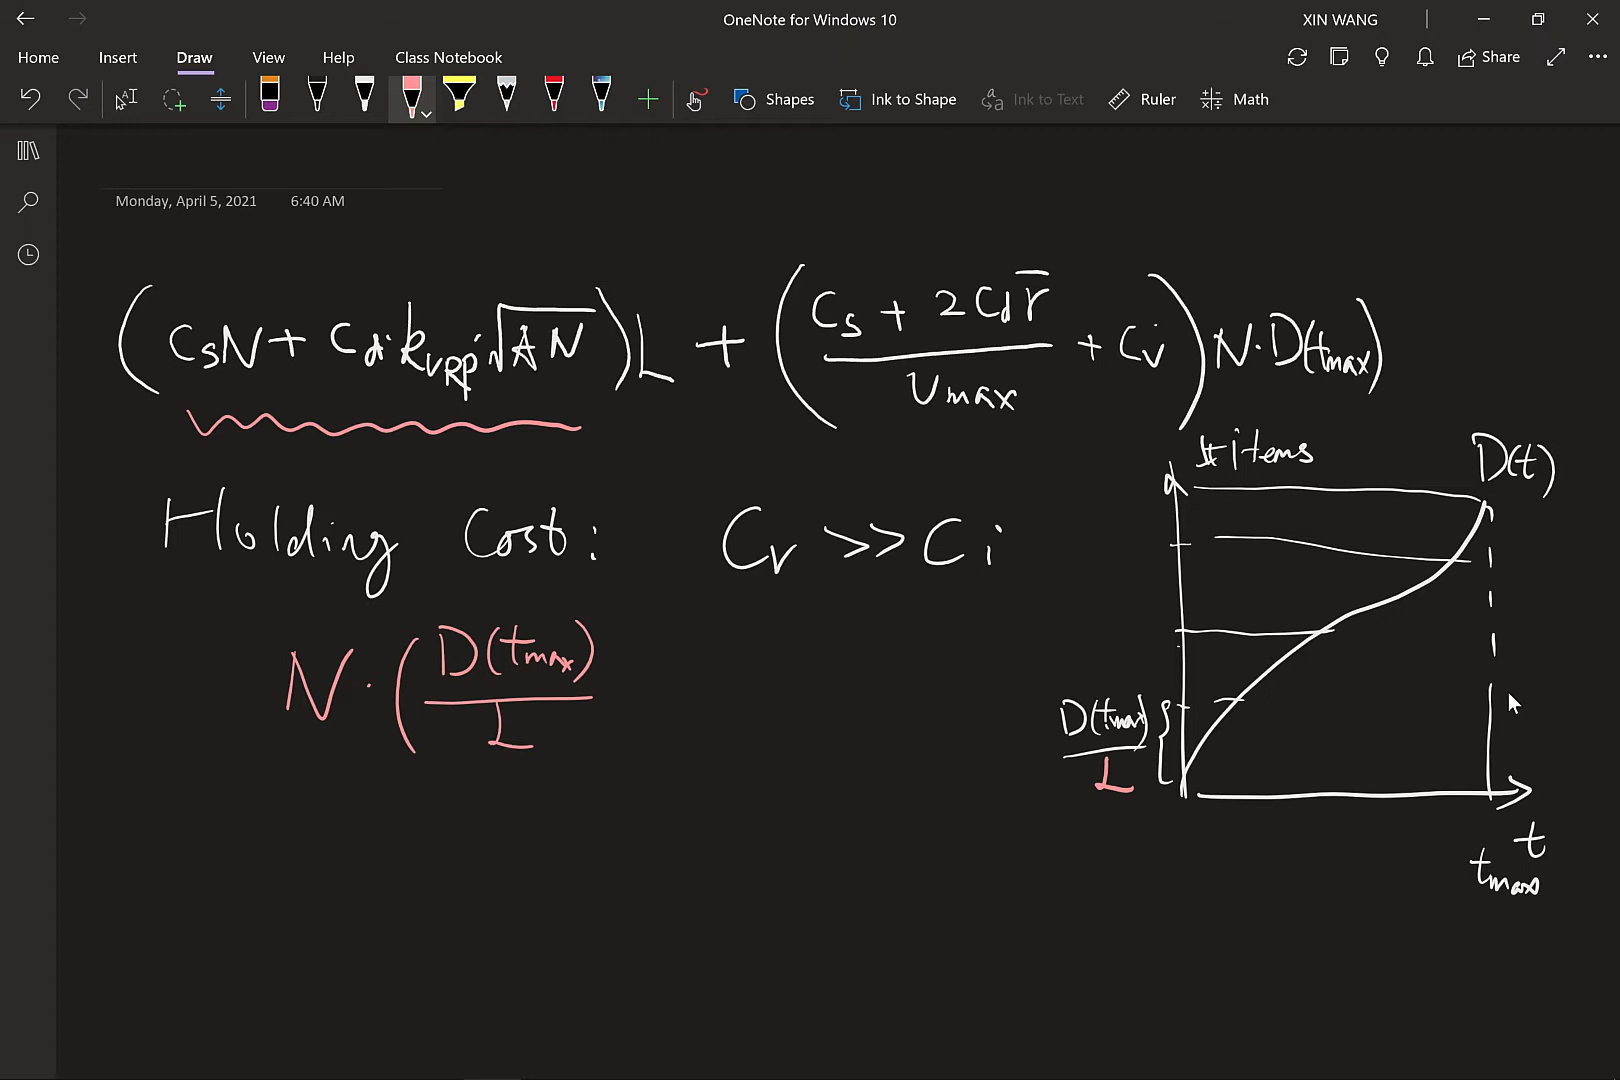 OneNote for Windows 10
XIN WANG
Home Insert Draw View Help Class Notebook
Share
Shapes Ink to Shape Ink to Text Ruler Math
Monday, April 5, 2021 6:40 AM
(CsN + Cd·k_VRP·√AN)L + ((Cs + 2Cd r̄)/Vmax + Cv)N·D(tmax)
# items D(t)
Holding Cost: Cr >> Ci
N·(D(tmax)/L
D(tmax)/L
t
tmax